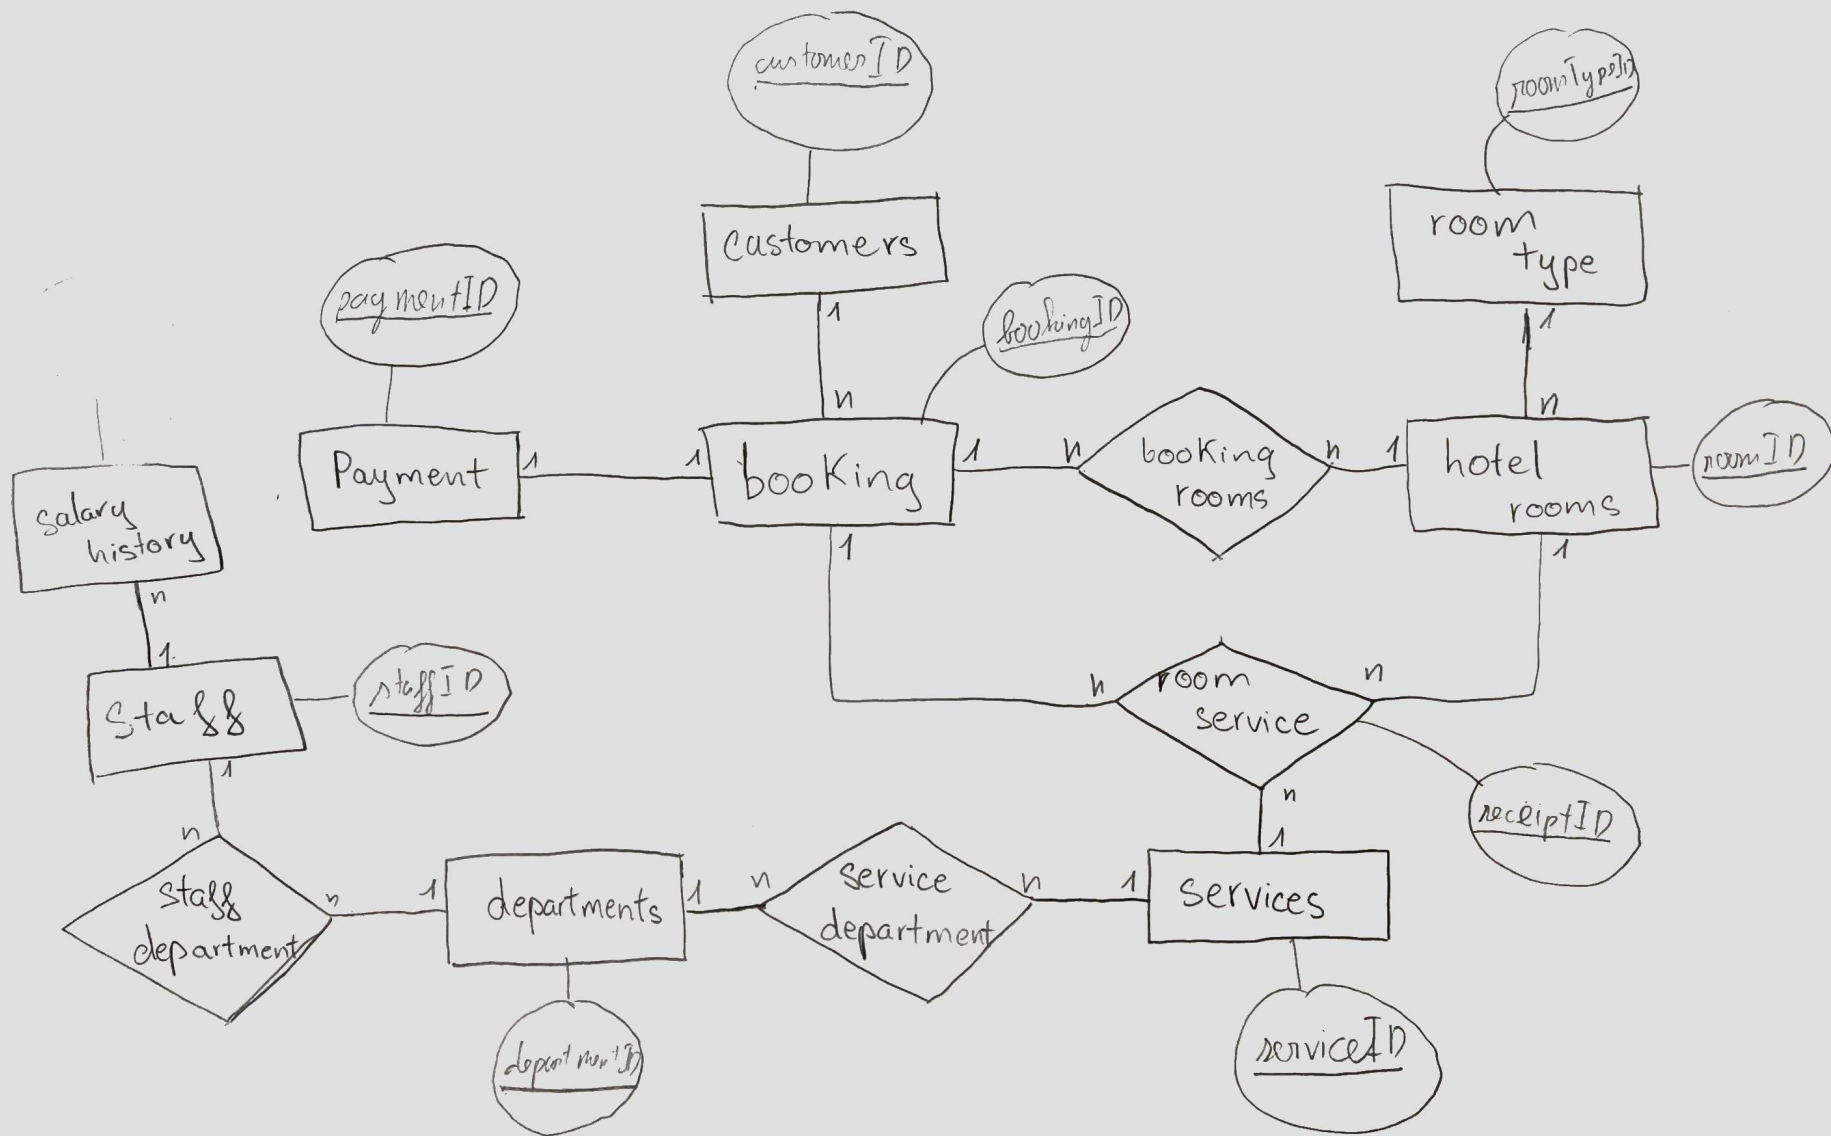 customerID
roomTypeID
customers
room
type
paymentID
bookingID
1
1
n
n
Payment
1
1
booking
1
n
booking
rooms
n
1
hotel
rooms
roomID
salary
history
1
1
n
1
staff
staffID
n
room
service
n
1
n
receiptID
n
1
staff
department
n
1
departments
1
n
service
department
n
1
services
departmentID
serviceID